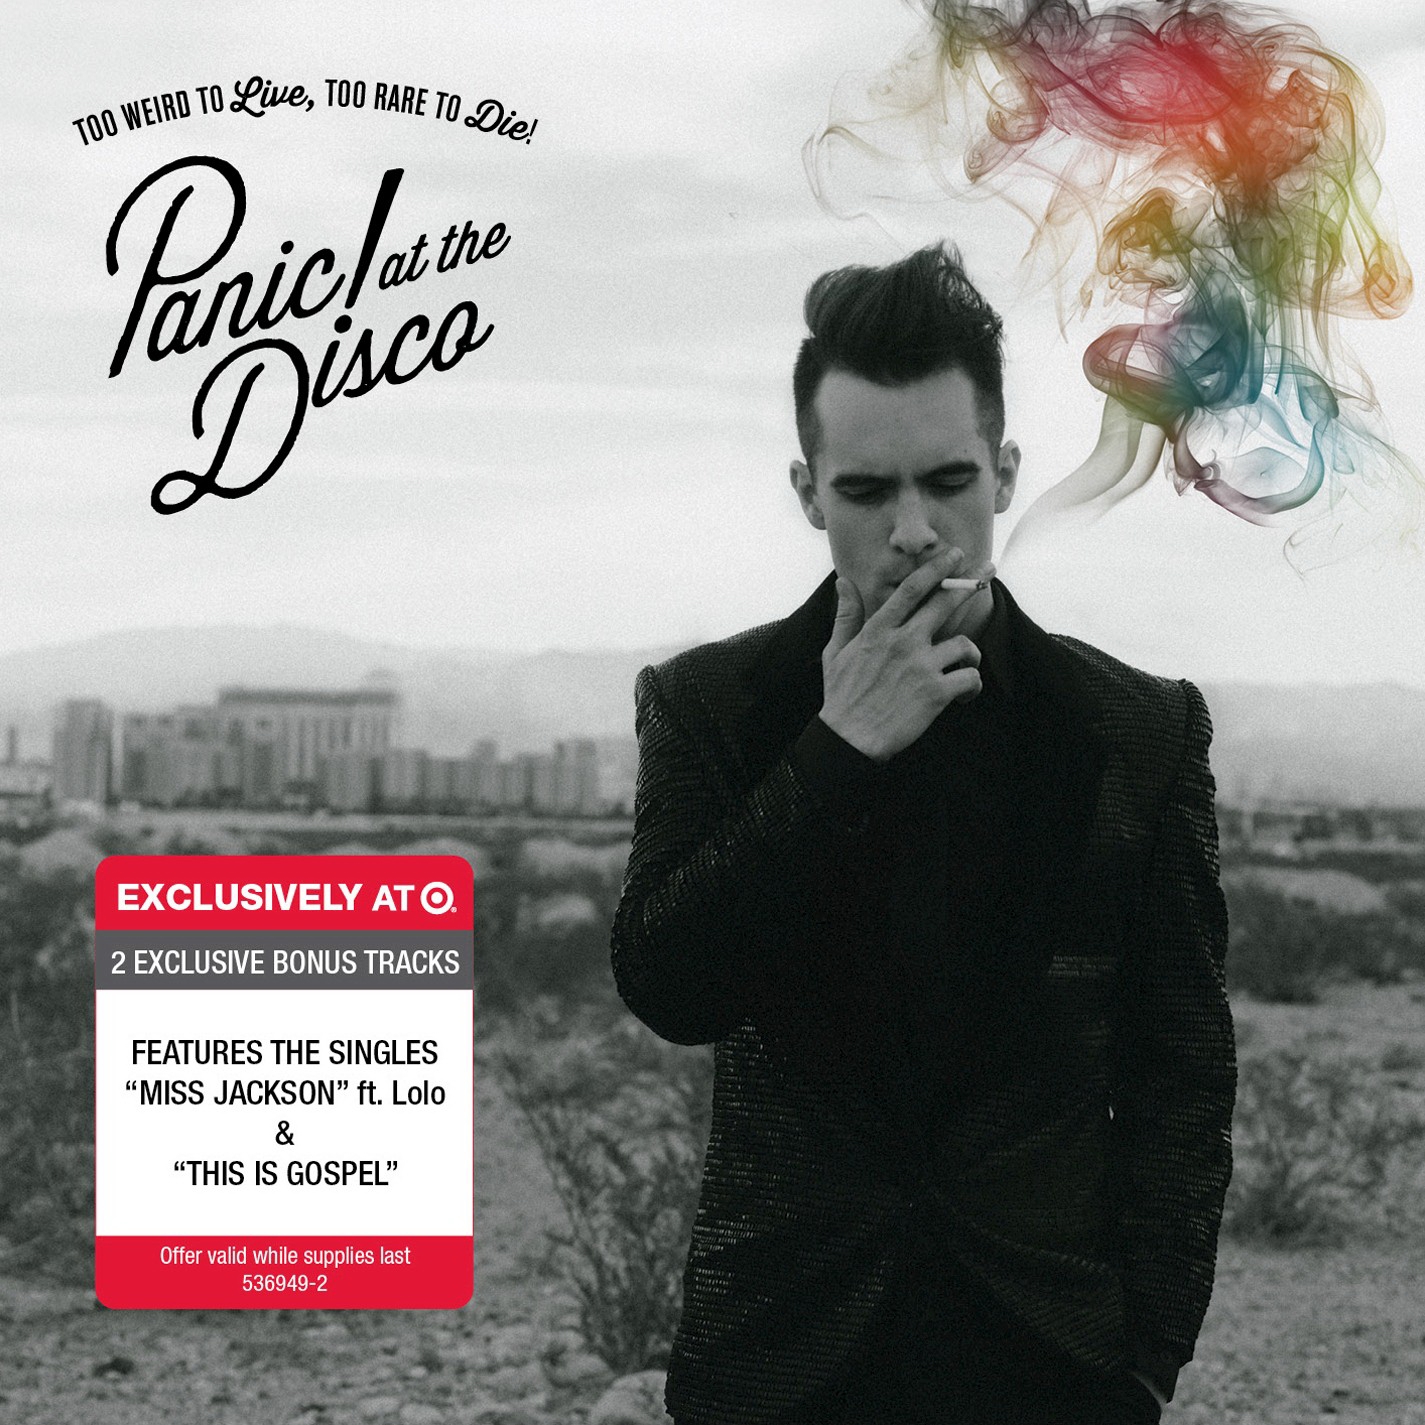 TOO WEIRD TO Live, TOO RARE TO Die!
Panic! at the
Disco
EXCLUSIVELY AT
2 EXCLUSIVE BONUS TRACKS
FEATURES THE SINGLES
“MISS JACKSON” ft. Lolo
&
“THIS IS GOSPEL”
Offer valid while supplies last
536949-2